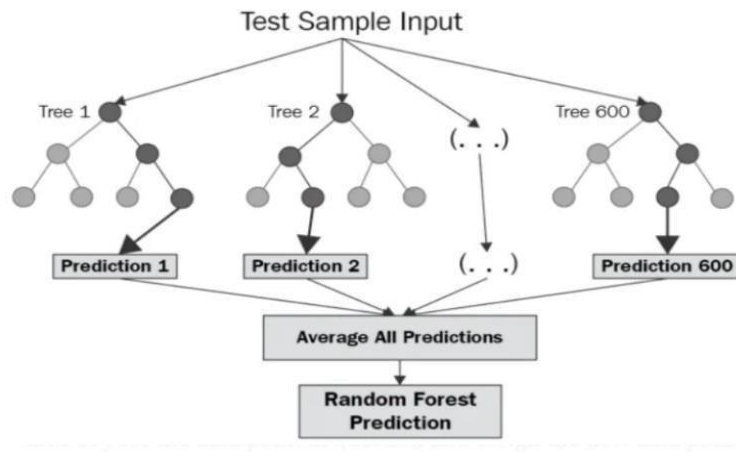 Test Sample Input
Tree 1
Tree 2
(. . .)
Tree 600
Prediction 1
Prediction 2
(. . .)
Prediction 600
Average All Predictions
Random Forest
Prediction